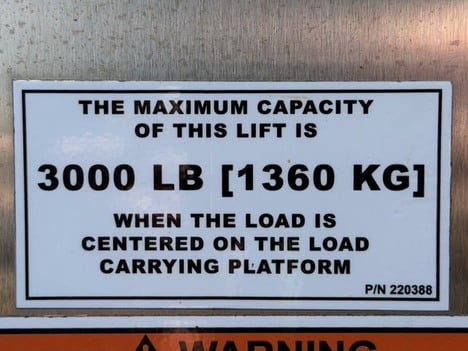 THE MAXIMUM CAPACITY
OF THIS LIFT IS
3000 LB [1360 KG]
WHEN THE LOAD IS
CENTERED ON THE LOAD
CARRYING PLATFORM
P/N 220388
WARNING